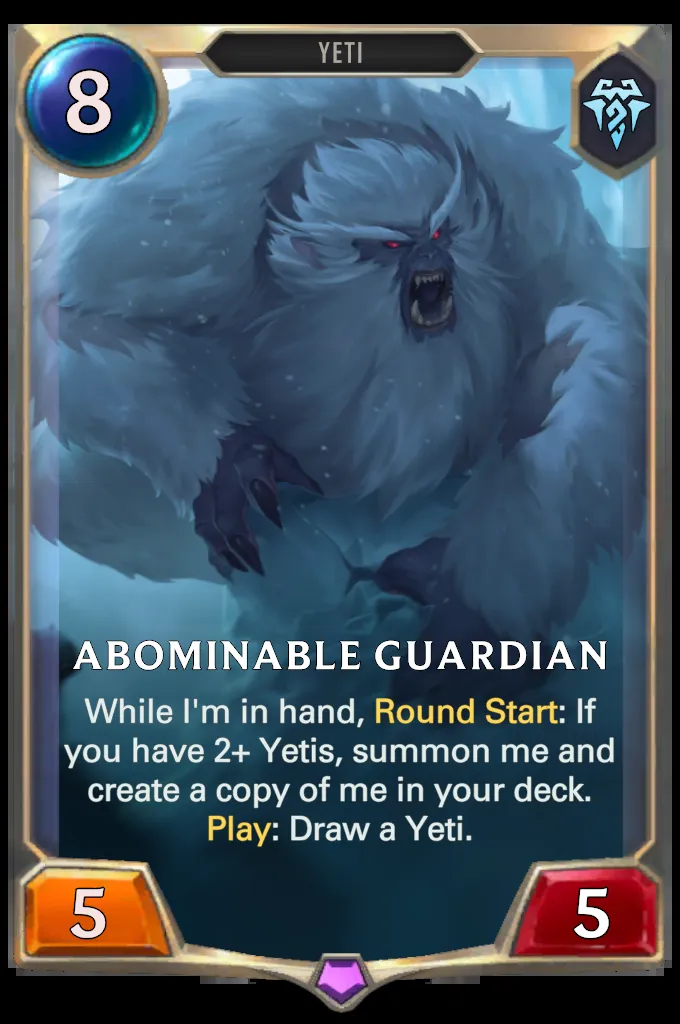 YETI
8
ABOMINABLE GUARDIAN
While I'm in hand, Round Start: If
you have 2+ Yetis, summon me and
create a copy of me in your deck.
Play: Draw a Yeti.
5
5